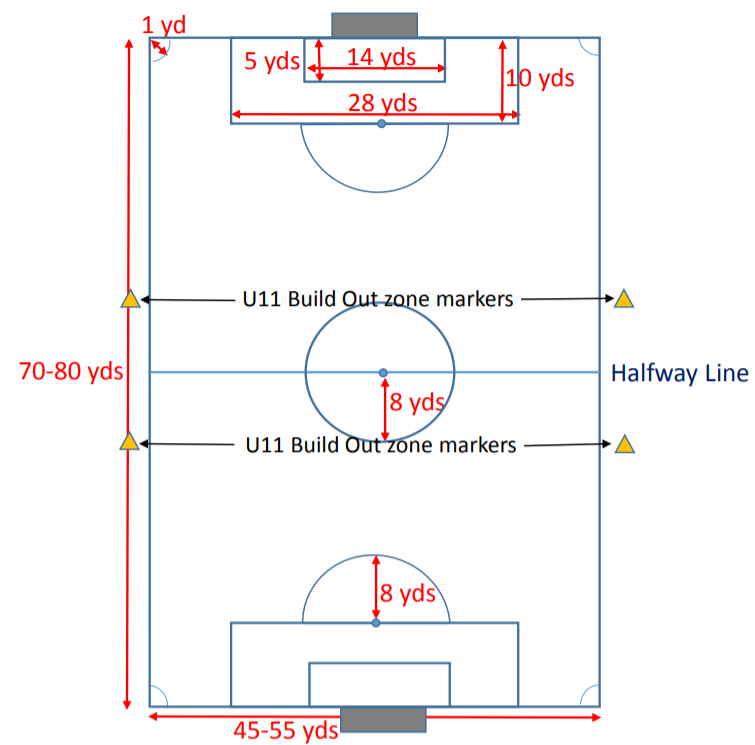 1 yd
5 yds
14 yds
10 yds
28 yds
U11 Build Out zone markers
70-80 yds
Halfway Line
8 yds
U11 Build Out zone markers
8 yds
45-55 yds